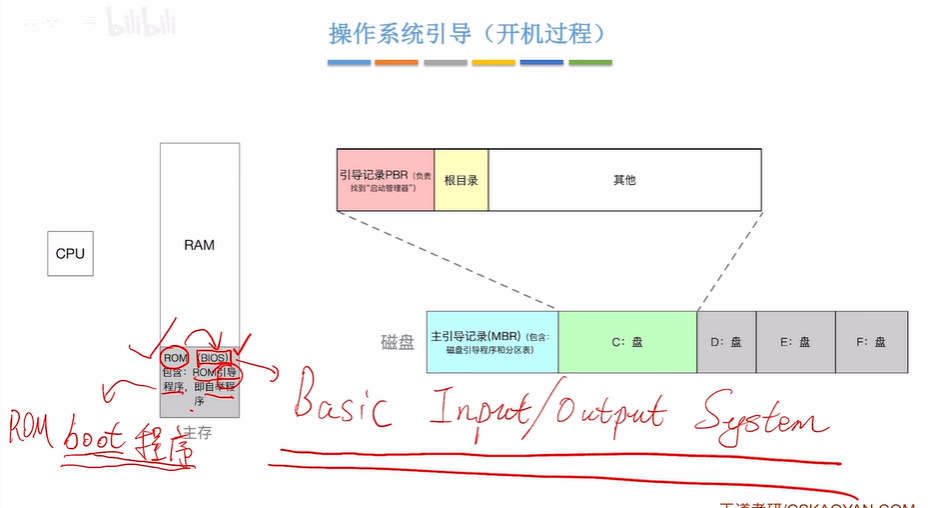 bilibili
操作系统引导（开机过程）
引导记录PBR（负责
找到“启动管理器”）
根目录
其他
CPU
RAM
磁盘
主引导记录(MBR)（包含：
磁盘引导程序和分区表）
C：盘
D：盘
E：盘
F：盘
ROM（BIOS）
包含：ROM引导
程序，即自举程
序
主存
Basic Input/Output System
ROM boot 程序
王道考研/CSKAOYAN.COM